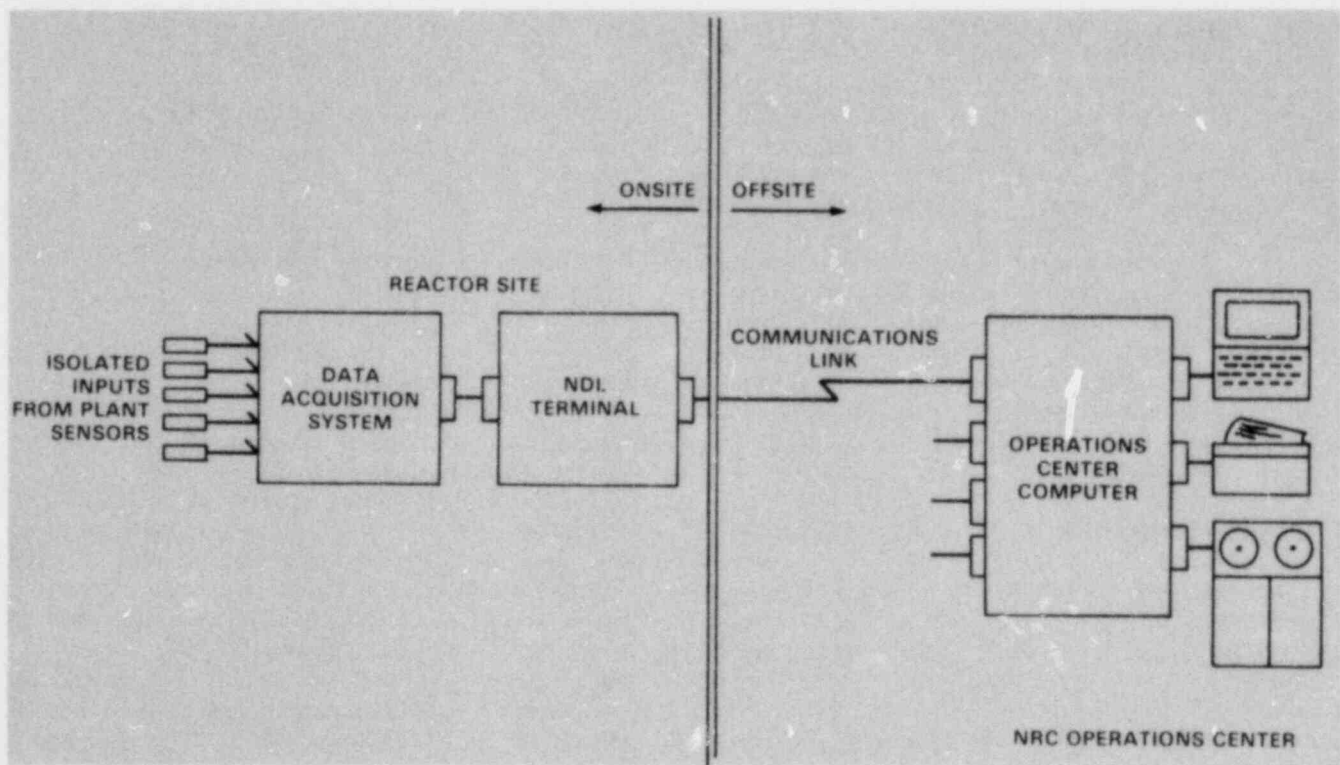 ONSITE
OFFSITE
REACTOR SITE
ISOLATED
INPUTS
FROM PLANT
SENSORS
DATA
ACQUISITION
SYSTEM
NDL
TERMINAL
COMMUNICATIONS
LINK
OPERATIONS
CENTER
COMPUTER
NRC OPERATIONS CENTER